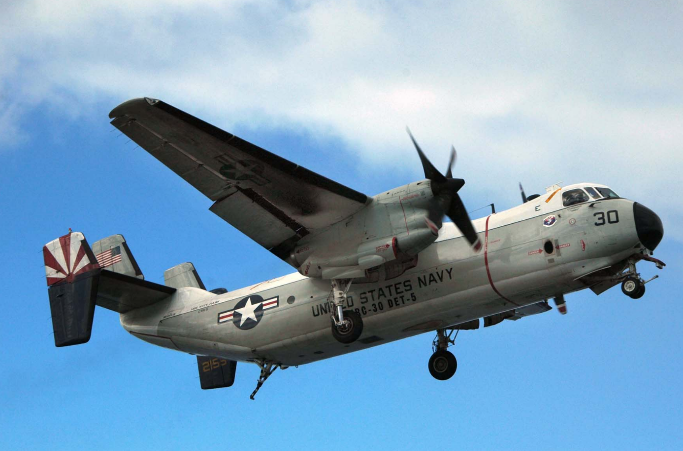 E
30
UNITED STATES NAVY
VRC-30 DET-5